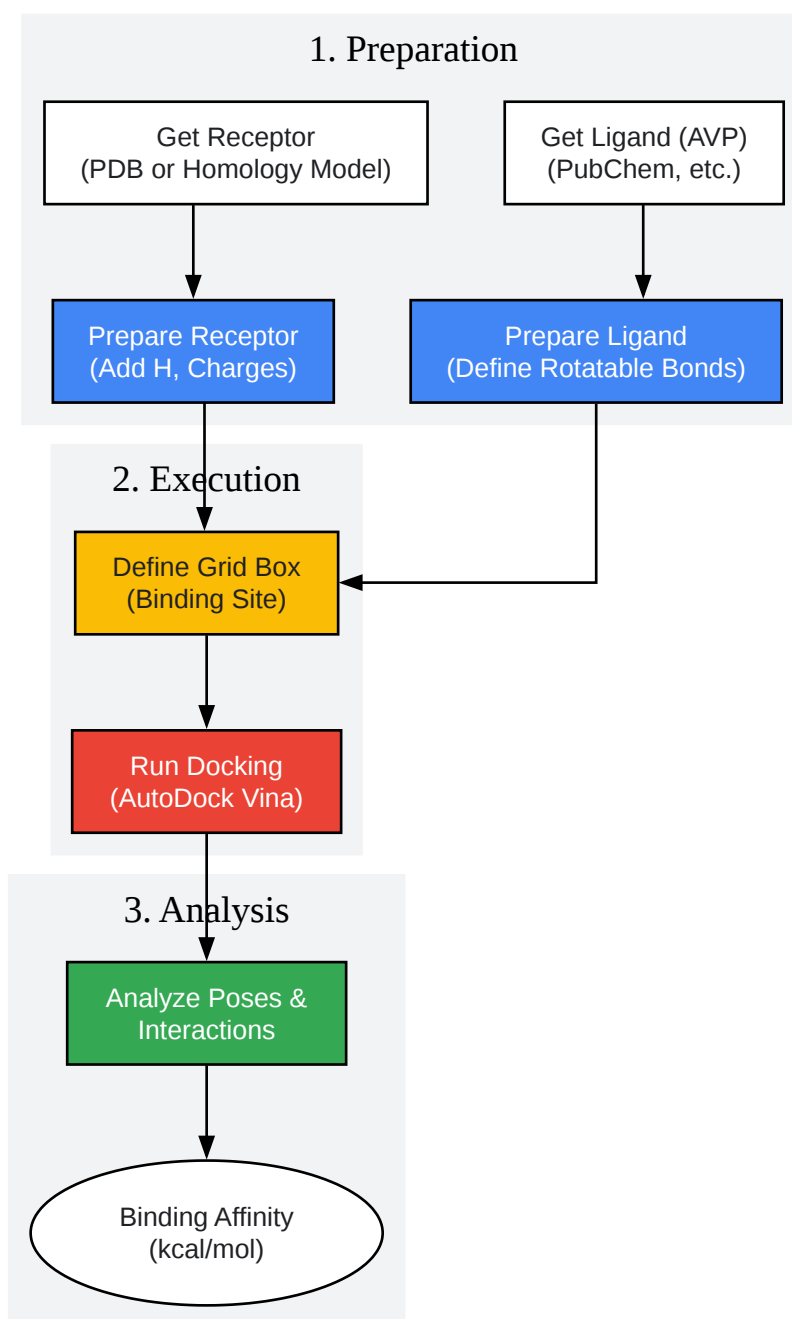 1. Preparation
Get Receptor
(PDB or Homology Model)
Get Ligand (AVP)
(PubChem, etc.)
Prepare Receptor
(Add H, Charges)
Prepare Ligand
(Define Rotatable Bonds)
2. Execution
Define Grid Box
(Binding Site)
Run Docking
(AutoDock Vina)
3. Analysis
Analyze Poses &
Interactions
Binding Affinity
(kcal/mol)